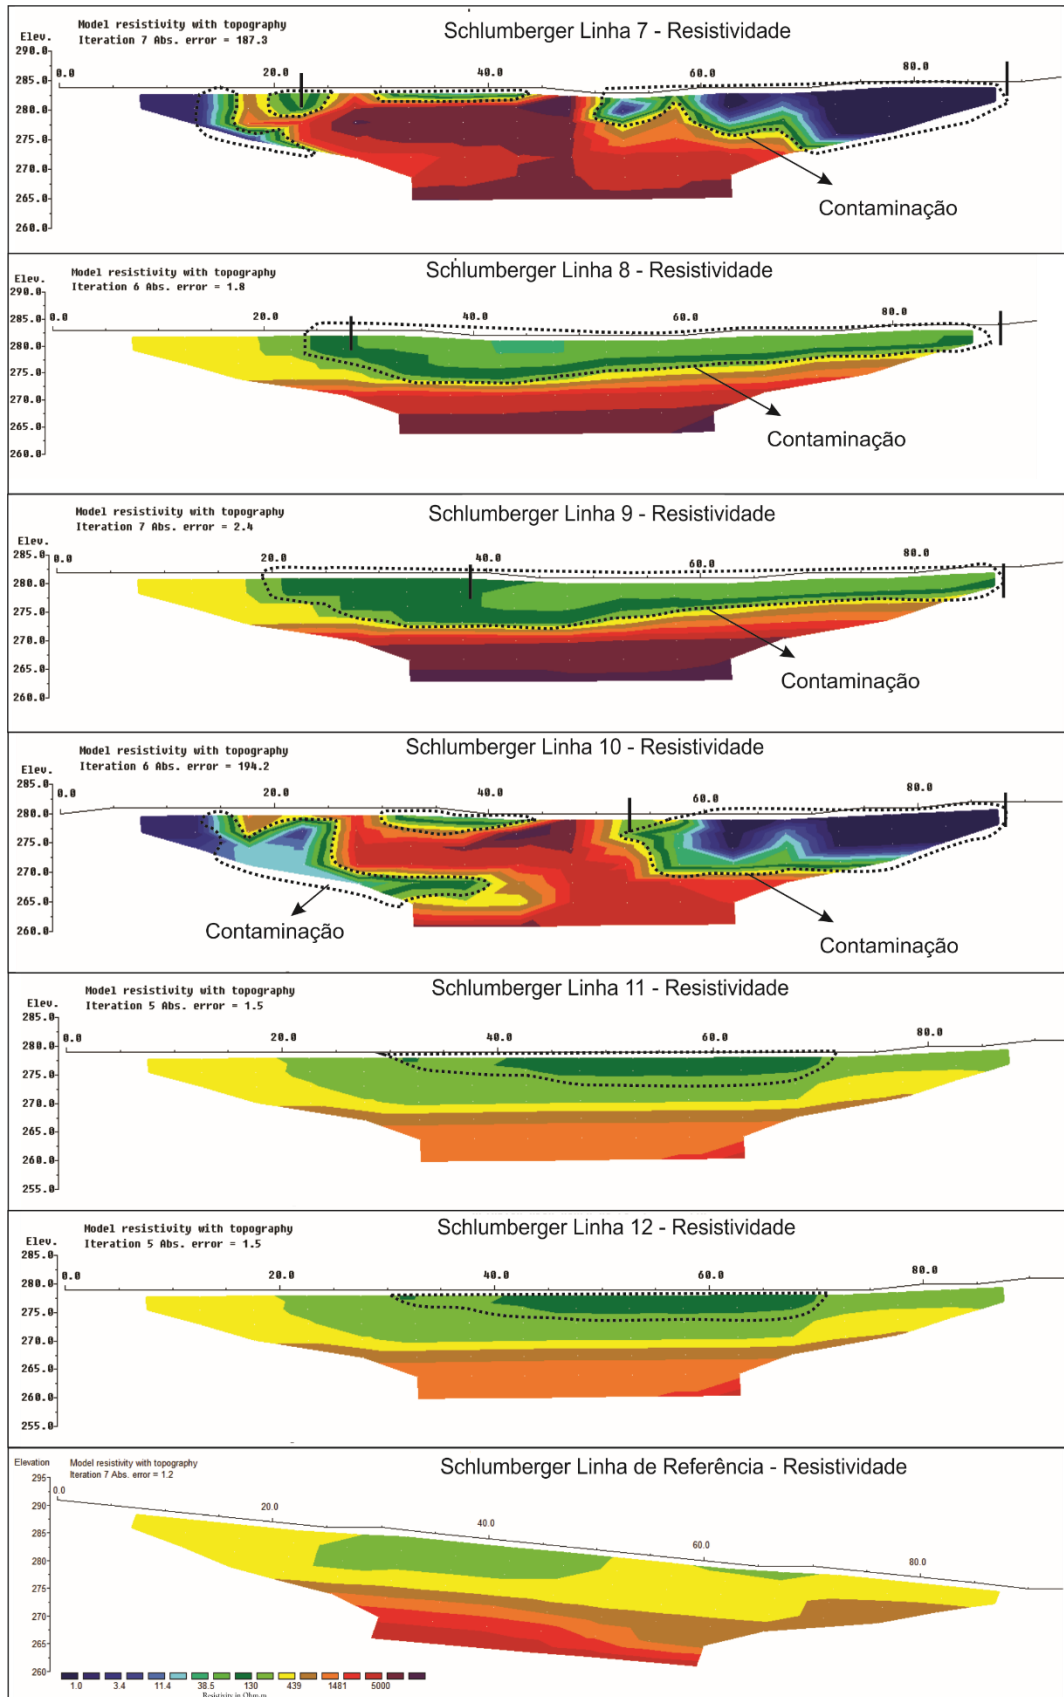 Schlumberger Linha 7 - Resistividade
Model resistivity with topography
Elev. Iteration 7 Abs. error = 187.3
290.0
0.0 20.0 40.0 60.0 80.0
285.0
280.0
275.0
270.0
265.0
260.0
Contaminação
Schlumberger Linha 8 - Resistividade
Model resistivity with topography
Elev. Iteration 6 Abs. error = 1.8
290.0
0.0 20.0 40.0 60.0 80.0
285.0
280.0
275.0
270.0
265.0
260.0
Contaminação
Schlumberger Linha 9 - Resistividade
Model resistivity with topography
Iteration 7 Abs. error = 2.4
Elev.
285.0
0.0 20.0 40.0 60.0 80.0
280.0
275.0
270.0
265.0
260.0
Contaminação
Schlumberger Linha 10 - Resistividade
Model resistivity with topography
Iteration 6 Abs. error = 194.2
Elev.
285.0
0.0 20.0 40.0 60.0 80.0
280.0
275.0
270.0
265.0
260.0
Contaminação
Contaminação
Schlumberger Linha 11 - Resistividade
Model resistivity with topography
Elev. Iteration 5 Abs. error = 1.5
285.0
0.0 20.0 40.0 60.0 80.0
280.0
275.0
270.0
265.0
260.0
255.0
Schlumberger Linha 12 - Resistividade
Model resistivity with topography
Elev. Iteration 5 Abs. error = 1.5
285.0
0.0 20.0 40.0 60.0 80.0
280.0
275.0
270.0
265.0
260.0
255.0
Schlumberger Linha de Referência - Resistividade
Elevation Model resistivity with topography
Iteration 7 Abs. error = 1.2
295
0.0 20.0 40.0 60.0 80.0
290
285
280
275
270
265
260
1.0 3.4 11.4 38.5 130 439 1481 5000
Resistivity in Ohm.m